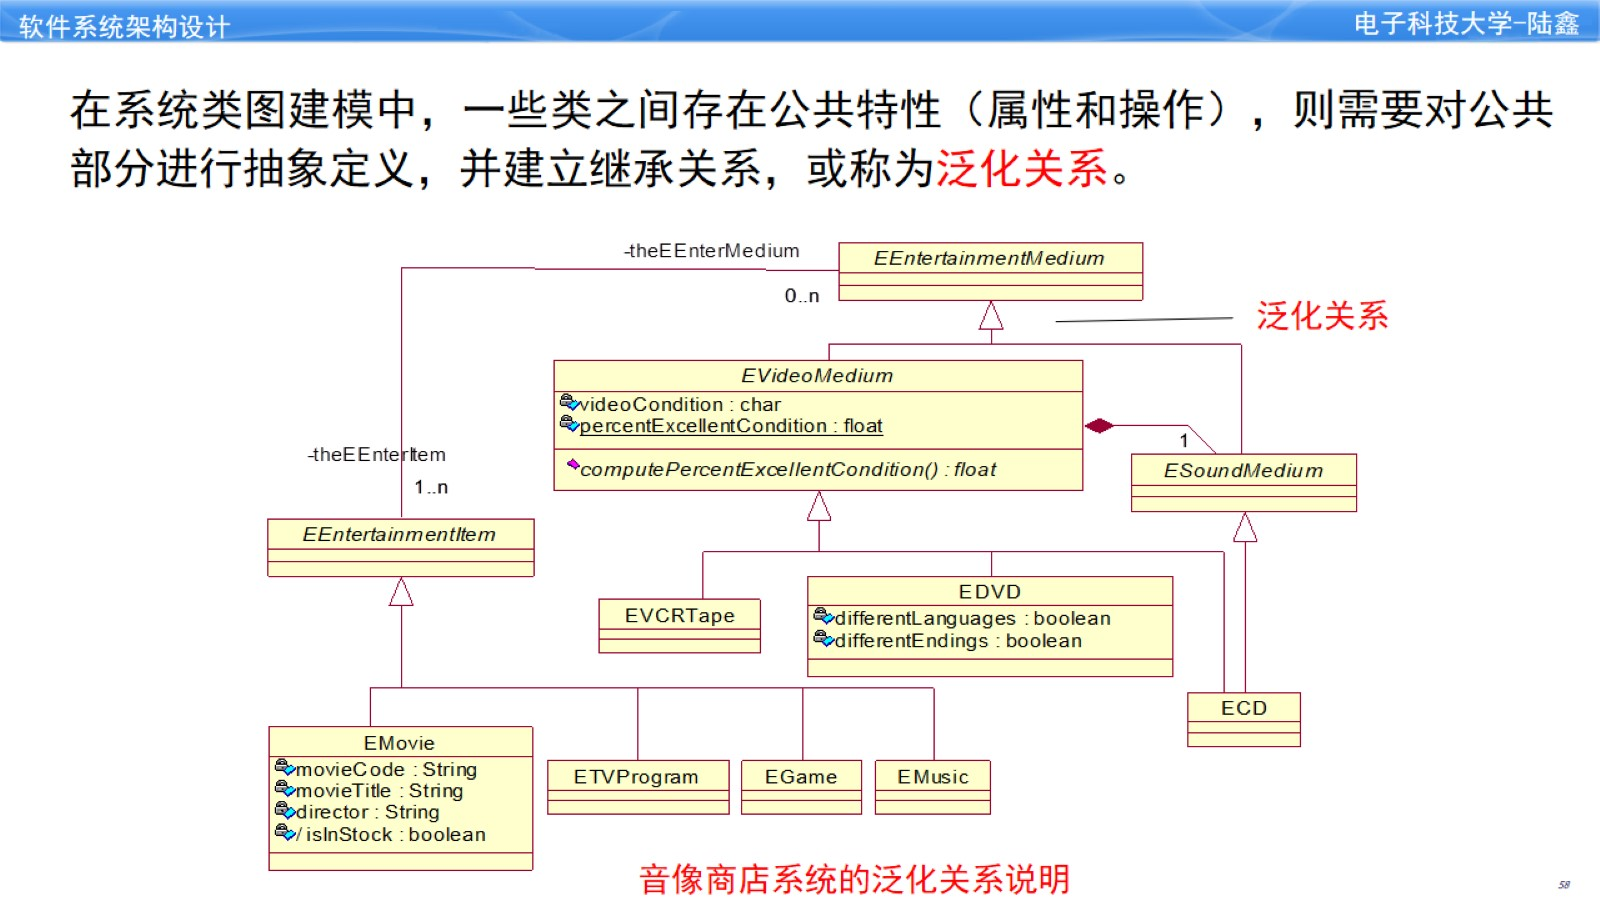 软件系统架构设计
电子科技大学-陆鑫
在系统类图建模中，一些类之间存在公共特性（属性和操作），则需要对公共
部分进行抽象定义，并建立继承关系，或称为泛化关系。
-theEEnterMedium
0..n
EEntertainmentMedium
泛化关系
EVideoMedium
videoCondition : char
percentExcellentCondition : float
computePercentExcellentCondition() : float
1
ESoundMedium
-theEEnterItem
1..n
EEntertainmentItem
EVCRTape
EDVD
differentLanguages : boolean
differentEndings : boolean
ECD
EMovie
movieCode : String
movieTitle : String
director : String
/ isInStock : boolean
ETVProgram
EGame
EMusic
音像商店系统的泛化关系说明
58